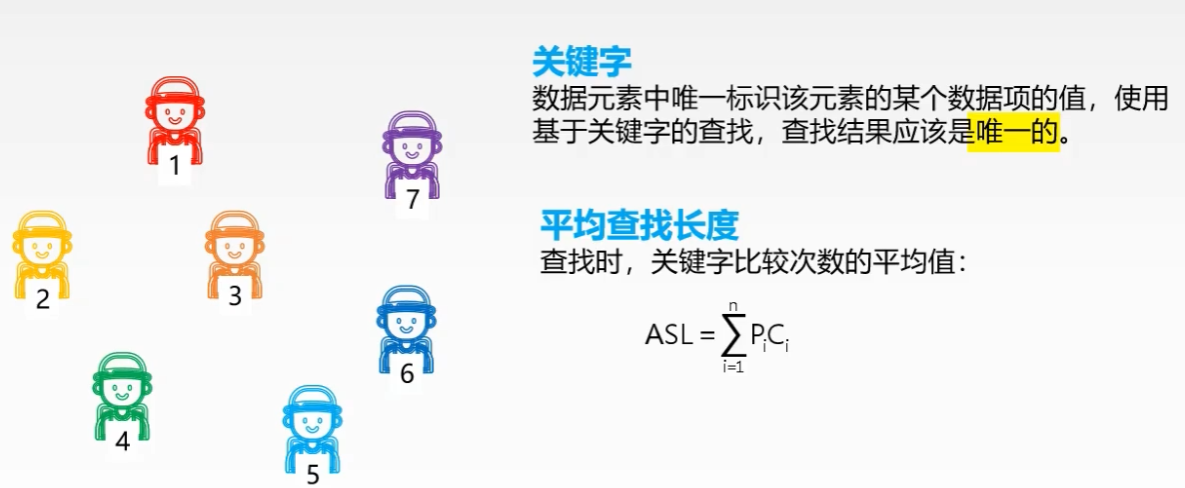 关键字
数据元素中唯一标识该元素的某个数据项的值，使用
基于关键字的查找，查找结果应该是唯一的。
平均查找长度
查找时，关键字比较次数的平均值：
n
ASL = ∑ PᵢCᵢ
i=1
1
7
2
3
6
4
5